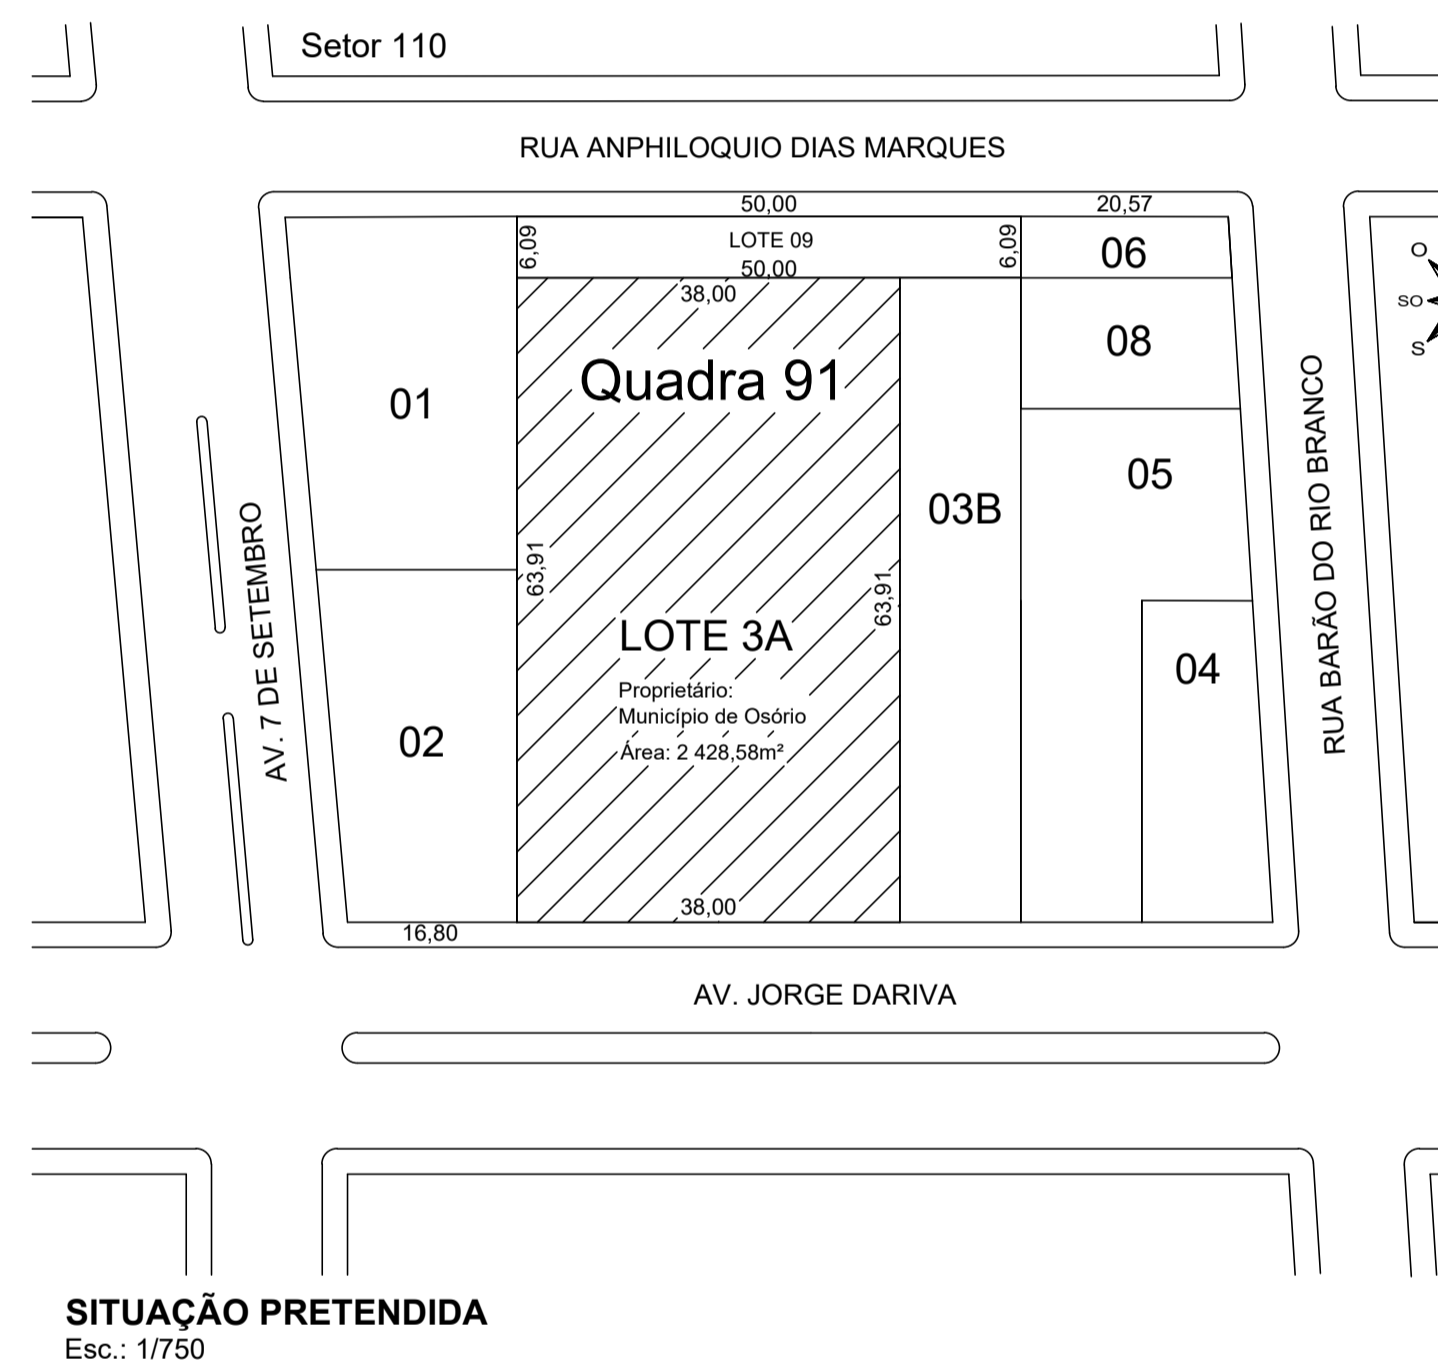 Setor 110
RUA ANPHILOQUIO DIAS MARQUES
50,00
20,57
6,09
LOTE 09
6,09
06
50,00
38,00
O
SO
S
08
Quadra 91
01
RUA BARÃO DO RIO BRANCO
05
03B
AV. 7 DE SETEMBRO
63,91
63,91
LOTE 3A
04
Proprietário:
Município de Osório
Área: 2 428,58m²
02
38,00
16,80
AV. JORGE DARIVA
SITUAÇÃO PRETENDIDA
Esc.: 1/750